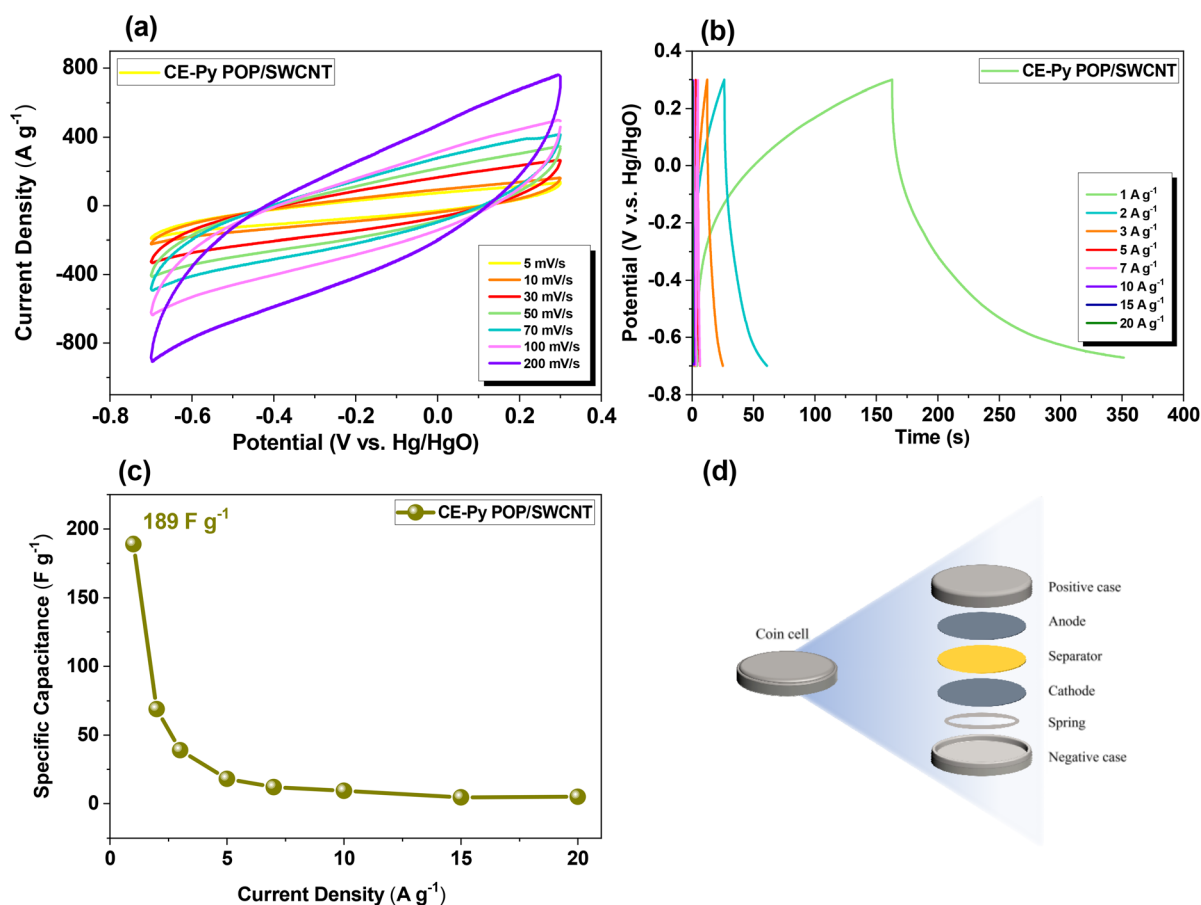 (a)
CE-Py POP/SWCNT
Current Density (A g⁻¹)
800
400
0
-400
-800
5 mV/s
10 mV/s
30 mV/s
50 mV/s
70 mV/s
100 mV/s
200 mV/s
-0.8 -0.6 -0.4 -0.2 0.0 0.2 0.4
Potential (V vs. Hg/HgO)
(b)
CE-Py POP/SWCNT
Potential (V v.s. Hg/HgO)
0.4
0.2
0.0
-0.2
-0.4
-0.6
-0.8
1 A g⁻¹
2 A g⁻¹
3 A g⁻¹
5 A g⁻¹
7 A g⁻¹
10 A g⁻¹
15 A g⁻¹
20 A g⁻¹
0 50 100 150 200 250 300 350 400
Time (s)
(c)
CE-Py POP/SWCNT
189 F g⁻¹
Specific Capacitance (F g⁻¹)
200
150
100
50
0
0 5 10 15 20
Current Density (A g⁻¹)
(d)
Coin cell
Positive case
Anode
Separator
Cathode
Spring
Negative case